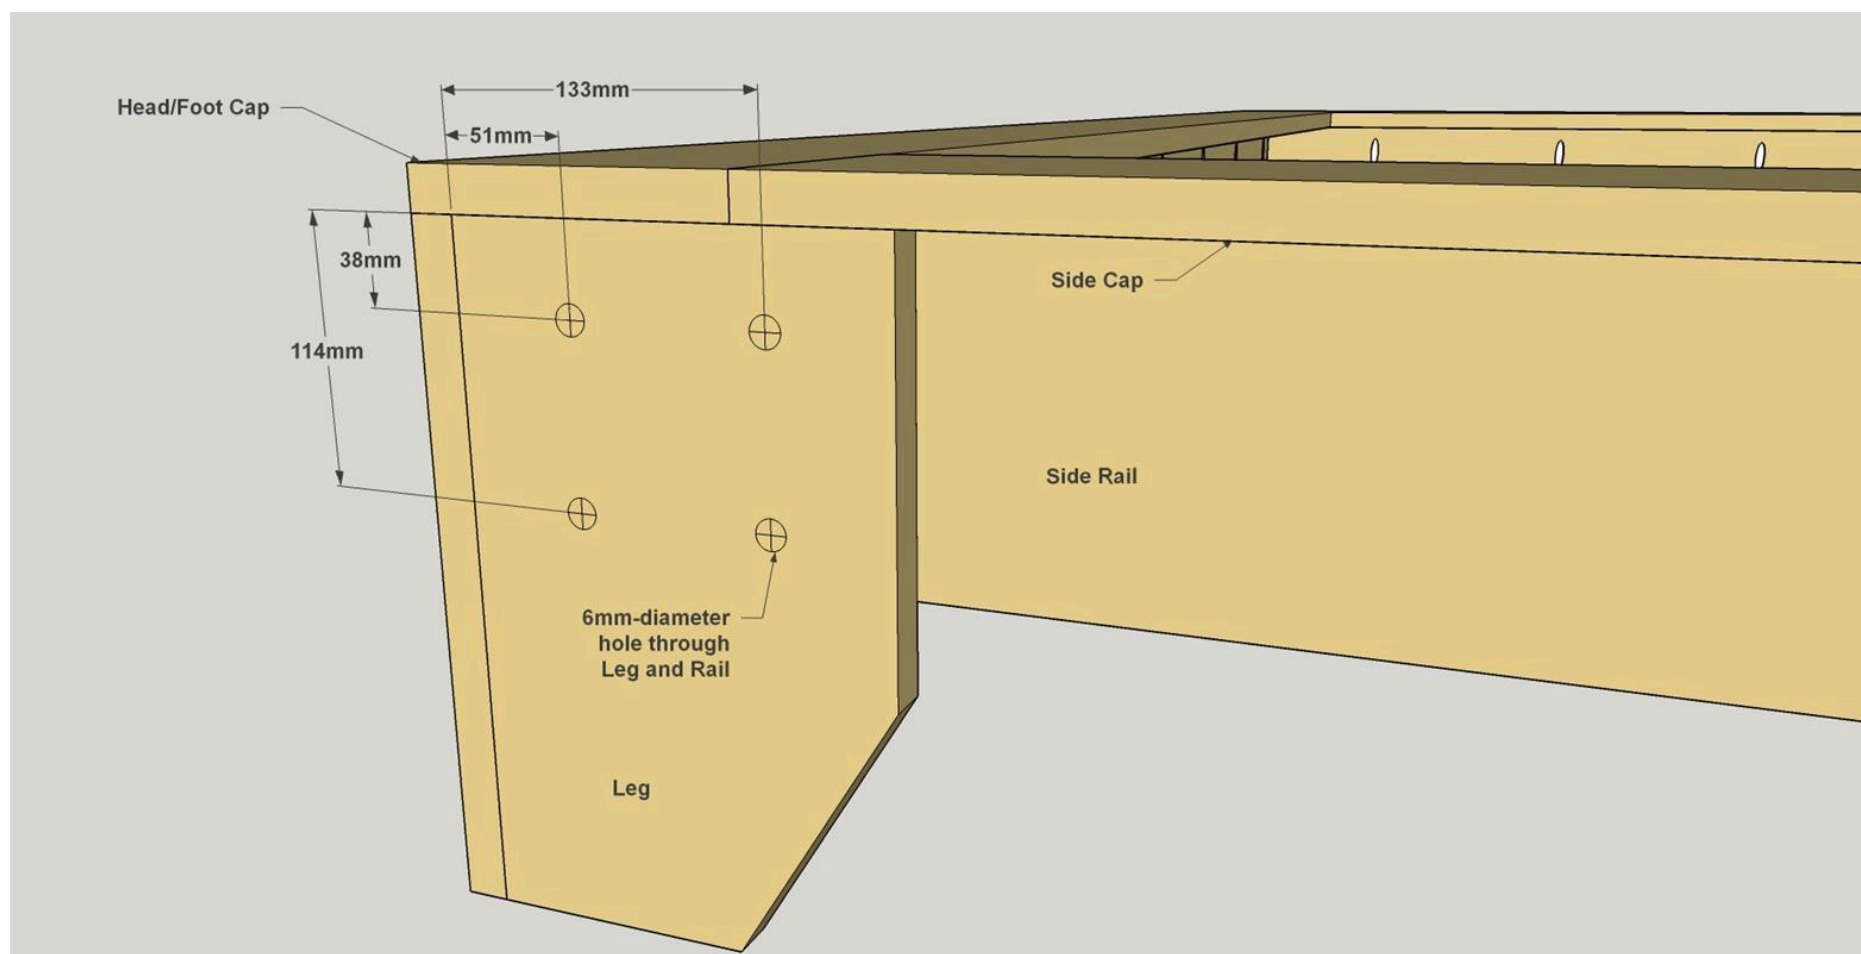 133mm
Head/Foot Cap
51mm
38mm
Side Cap
114mm
Side Rail
6mm-diameter
hole through
Leg and Rail
Leg